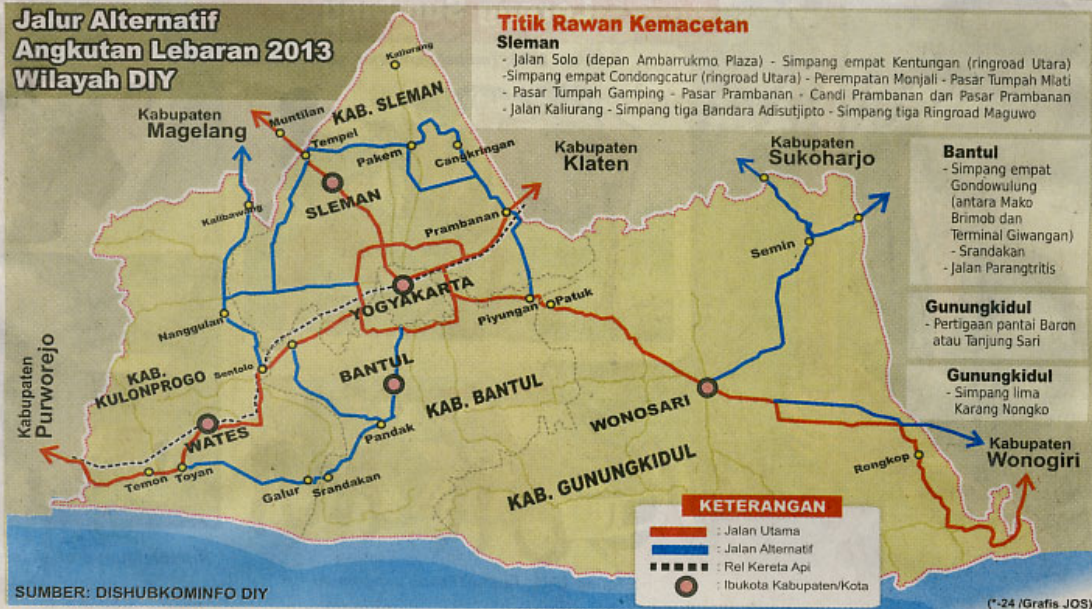 Jalur Alternatif
Angkutan Lebaran 2013
Wilayah DIY
Titik Rawan Kemacetan
Sleman
- Jalan Solo (depan Ambarrukmo Plaza) - Simpang empat Kentungan (ringroad Utara)
-Simpang empat Condongcatur (ringroad Utara) - Perempatan Monjali - Pasar Tumpah Mlati
- Pasar Tumpah Gamping - Pasar Prambanan - Candi Prambanan dan Pasar Prambanan
- Jalan Kaliurang - Simpang tiga Bandara Adisutjipto - Simpang tiga Ringroad Maguwo
Bantul
- Simpang empat
Gondowulung
(antara Mako
Brimob dan
Terminal Giwangan)
- Srandakan
- Jalan Parangtritis
Gunungkidul
- Pertigaan pantai Baron
atau Tanjung Sari
Gunungkidul
- Simpang lima
Karang Nongko
Kaliurang
KAB. SLEMAN
Kabupaten
Magelang
Muntilan
Tempel
Pakem
Cangkringan
Kabupaten
Klaten
Kabupaten
Sukoharjo
SLEMAN
Kalibawang
Prambanan
Semin
YOGYAKARTA
Nanggulan
Piyungan
Patuk
Kabupaten
Purworejo
KAB.
KULONPROGO
Sentolo
BANTUL
KAB. BANTUL
WONOSARI
WATES
Pandak
Kabupaten
Wonogiri
Rongkop
Temon
Toyan
Galur
Srandakan
KAB. GUNUNGKIDUL
KETERANGAN
: Jalan Utama
: Jalan Alternatif
: Rel Kereta Api
: Ibukota Kabupaten/Kota
SUMBER: DISHUBKOMINFO DIY
(*-24 /Grafis JOS)